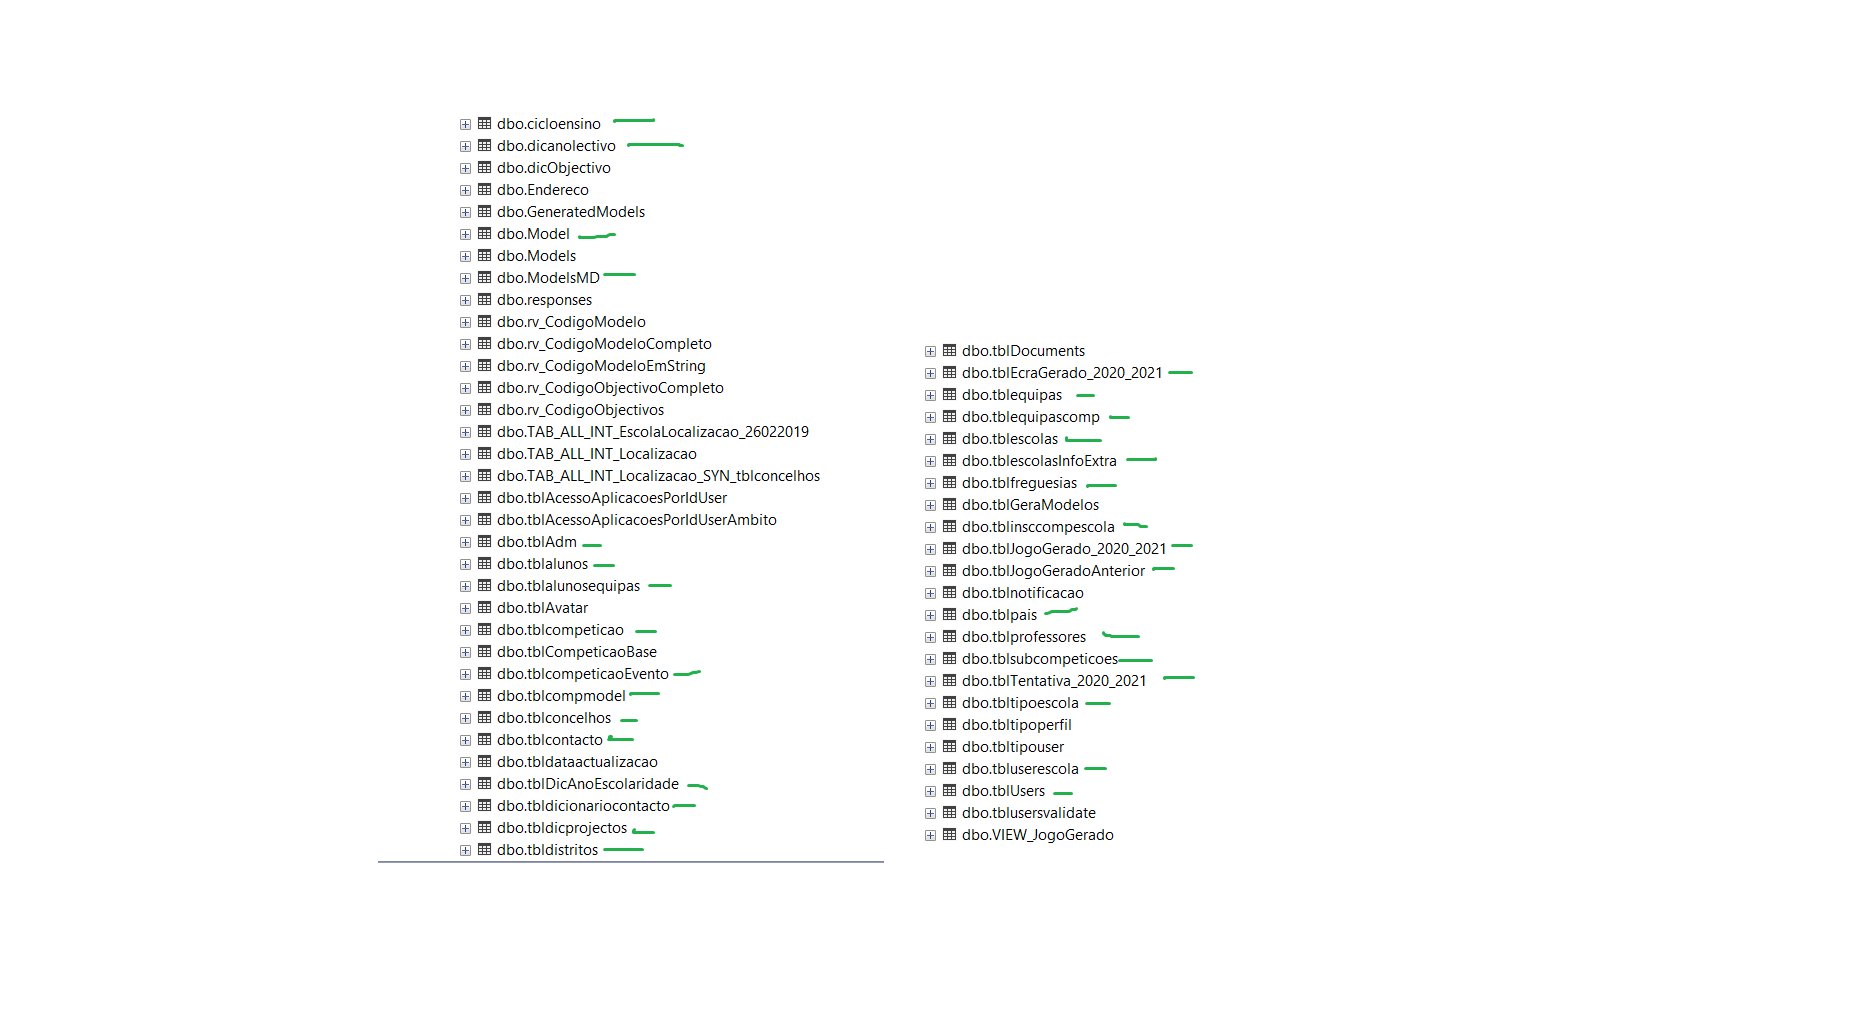 dbo.cicloensino
dbo.dicanolectivo
dbo.dicObjectivo
dbo.Endereco
dbo.GeneratedModels
dbo.Model
dbo.Models
dbo.ModelsMD
dbo.responses
dbo.rv_CodigoModelo
dbo.rv_CodigoModeloCompleto
dbo.rv_CodigoModeloEmString
dbo.rv_CodigoObjectivoCompleto
dbo.rv_CodigoObjectivos
dbo.TAB_ALL_INT_EscolaLocalizacao_26022019
dbo.TAB_ALL_INT_Localizacao
dbo.TAB_ALL_INT_Localizacao_SYN_tblconcelhos
dbo.tblAcessoAplicacoesPorIdUser
dbo.tblAcessoAplicacoesPorIdUserAmbito
dbo.tblAdm
dbo.tblalunos
dbo.tblalunosequipas
dbo.tblAvatar
dbo.tblcompeticao
dbo.tblCompeticaoBase
dbo.tblcompeticaoEvento
dbo.tblcompmodel
dbo.tblconcelhos
dbo.tblcontacto
dbo.tbldataactualizacao
dbo.tblDicAnoEscolaridade
dbo.tbldicionariocontacto
dbo.tbldicprojectos
dbo.tbldistritos
dbo.tblDocuments
dbo.tblEcraGerado_2020_2021
dbo.tblequipas
dbo.tblequipascomp
dbo.tblescolas
dbo.tblescolasInfoExtra
dbo.tblfreguesias
dbo.tblGeraModelos
dbo.tblinsccompescola
dbo.tblJogoGerado_2020_2021
dbo.tblJogoGeradoAnterior
dbo.tblnotificacao
dbo.tblpais
dbo.tblprofessores
dbo.tblsubcompeticoes
dbo.tblTentativa_2020_2021
dbo.tbltipoescola
dbo.tbltipoperfil
dbo.tbltipouser
dbo.tbluserescola
dbo.tblUsers
dbo.tblusersvalidate
dbo.VIEW_JogoGerado